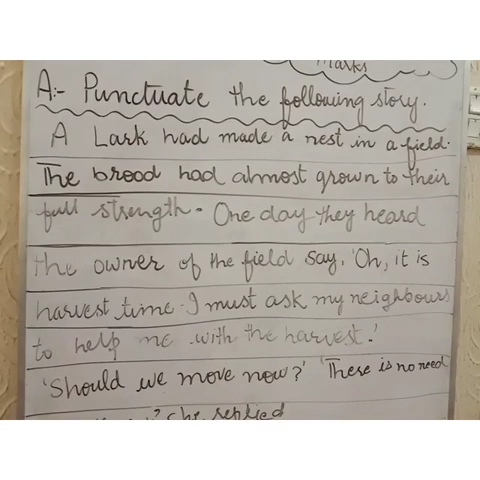 Marks
A:- Punctuate the following story.
A Lark had made a nest in a field.
The brood had almost grown to their
full strength. One day they heard
the owner of the field say, 'Oh, it is
harvest time. I must ask my neighbours
to help me with the harvest.'
'Should we move now?' 'There is no need
she replied